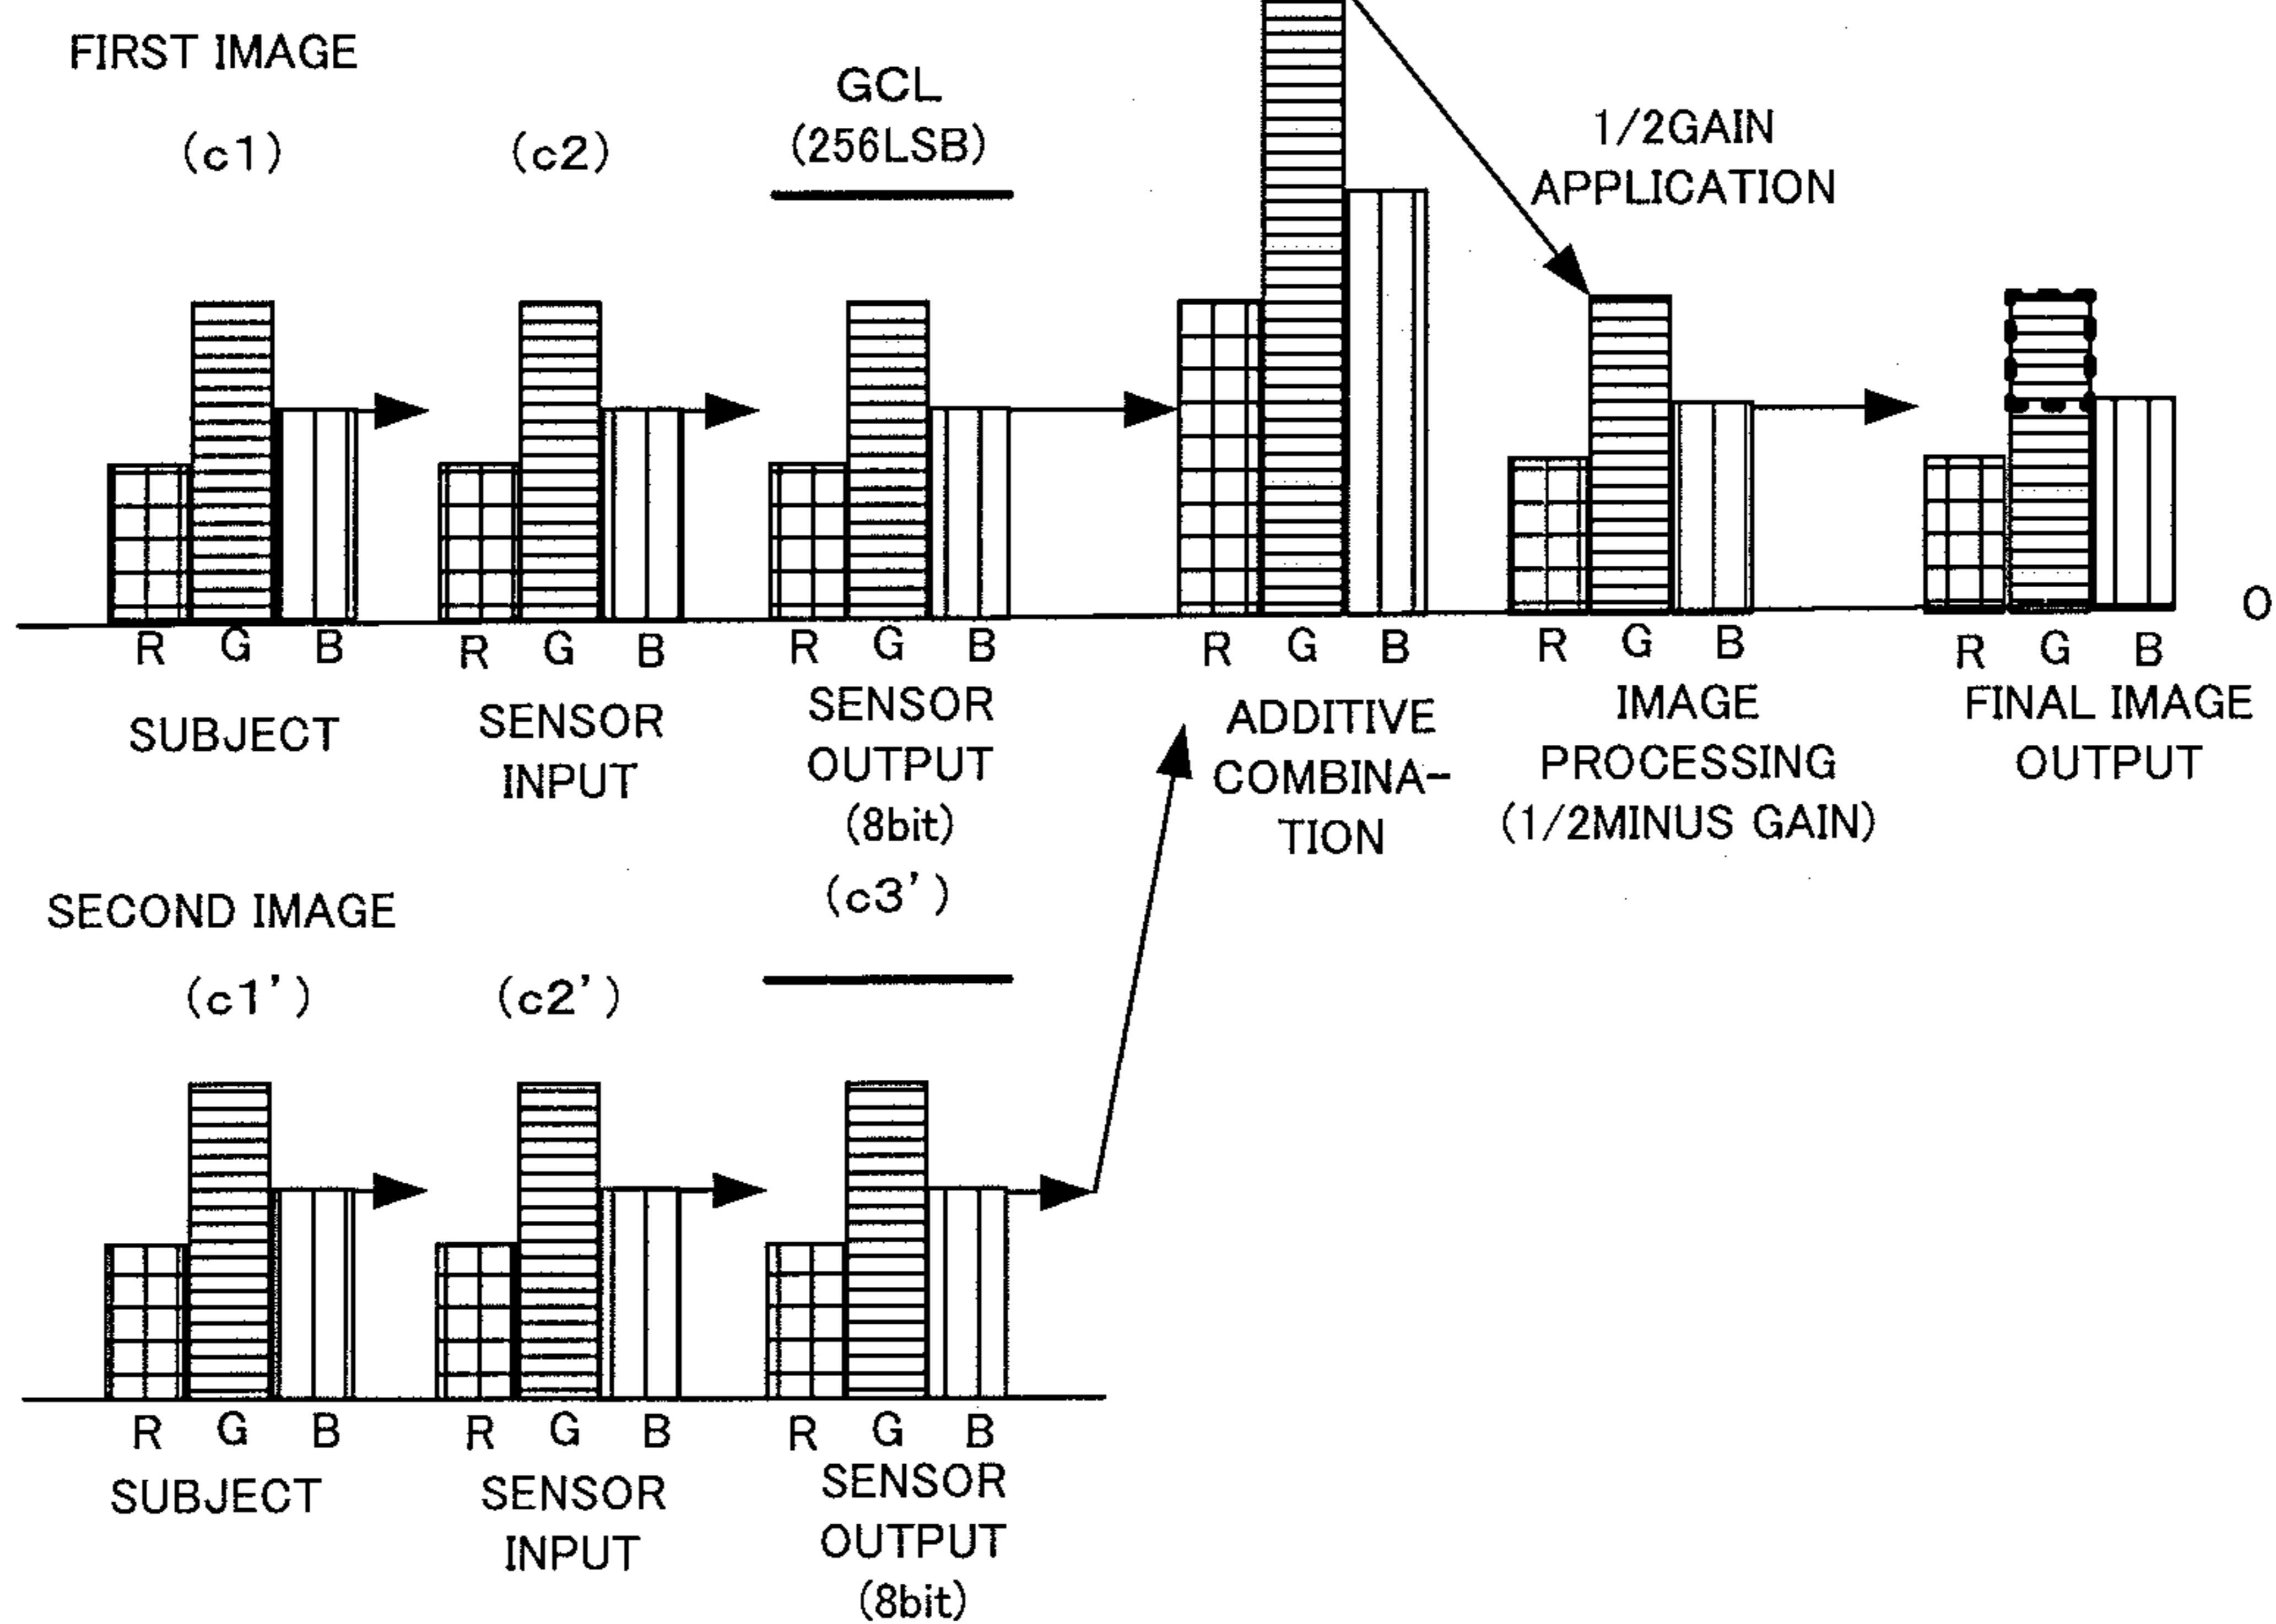 FIRST IMAGE
(c1)
(c2)
GCL
(256LSB)
1/2GAIN
APPLICATION
0
R G B
R G B
R G B
R G B
R G B
R G B
SUBJECT
SENSOR
INPUT
SENSOR
OUTPUT
(8bit)
ADDITIVE
COMBINA-
TION
IMAGE
PROCESSING
(1/2MINUS GAIN)
FINAL IMAGE
OUTPUT
SECOND IMAGE
(c1')
(c2')
(c3')
R G B
R G B
R G B
SUBJECT
SENSOR
INPUT
SENSOR
OUTPUT
(8bit)